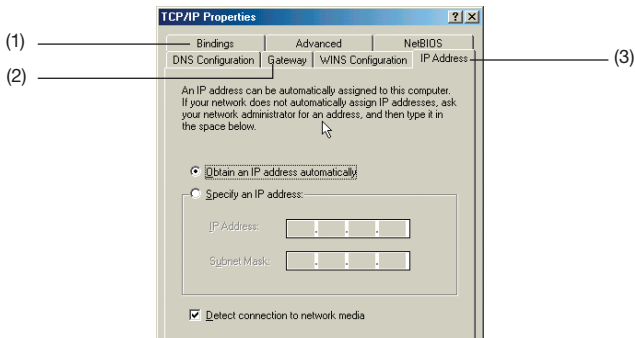 TCP/IP Properties
(1)
Bindings Advanced NetBIOS
DNS Configuration Gateway WINS Configuration IP Address
(2)
(3)
An IP address can be automatically assigned to this computer.
If your network does not automatically assign IP addresses, ask
your network administrator for an address, and then type it in
the space below.
Obtain an IP address automatically
Specify an IP address:
IP Address:
. . .
Subnet Mask:
. . .
Detect connection to network media